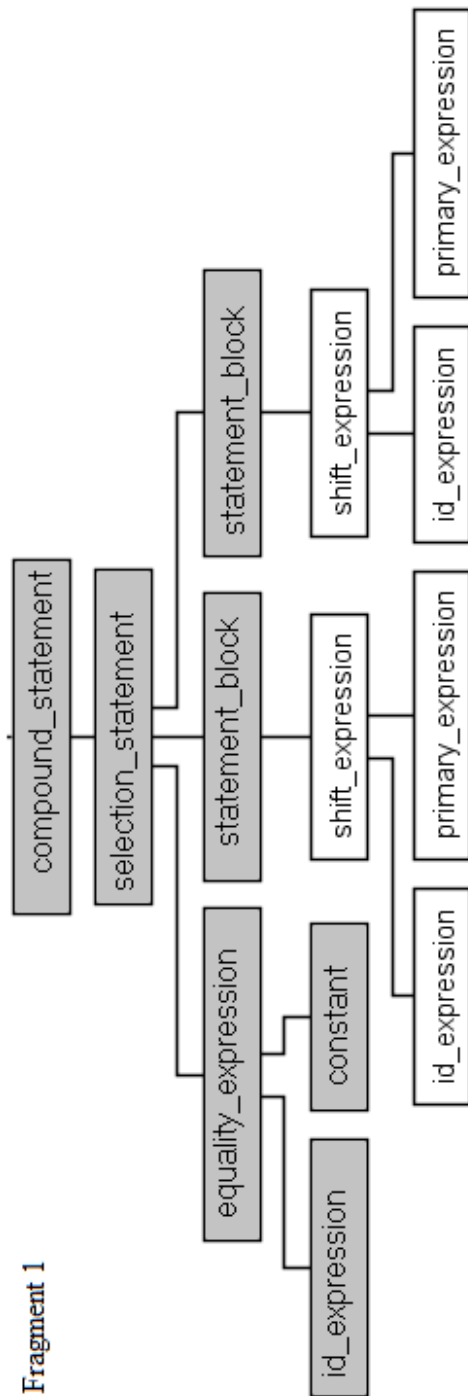 Fragment 1
compound_statement
selection_statement
equality_expression
statement_block
statement_block
id_expression
constant
shift_expression
shift_expression
id_expression
primary_expression
id_expression
primary_expression